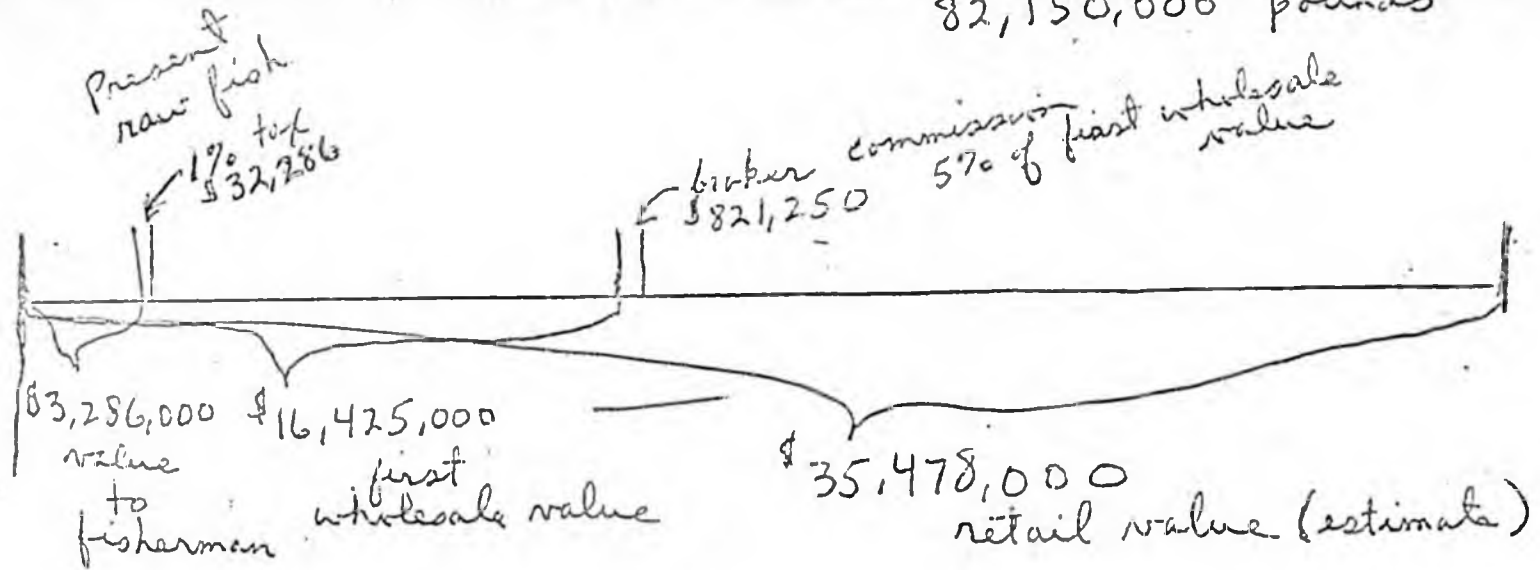 82,150,000 pounds
Present
raw fish
1% tax
$32,286
broker commission
$821,250 5% of first wholesale
value
$3,286,000
value
to
fisherman
$16,425,000
first
wholesale value
$35,478,000
retail value (estimate)